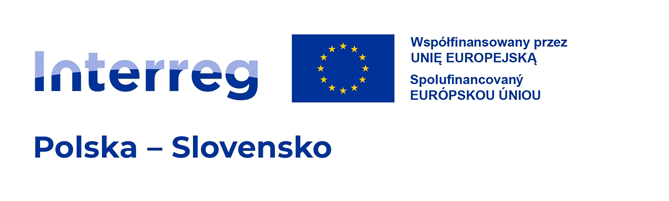 Interreg
Współfinansowany przez
UNIĘ EUROPEJSKĄ
Spolufinancovaný
EURÓPSKOU ÚNIOU
Polska – Slovensko